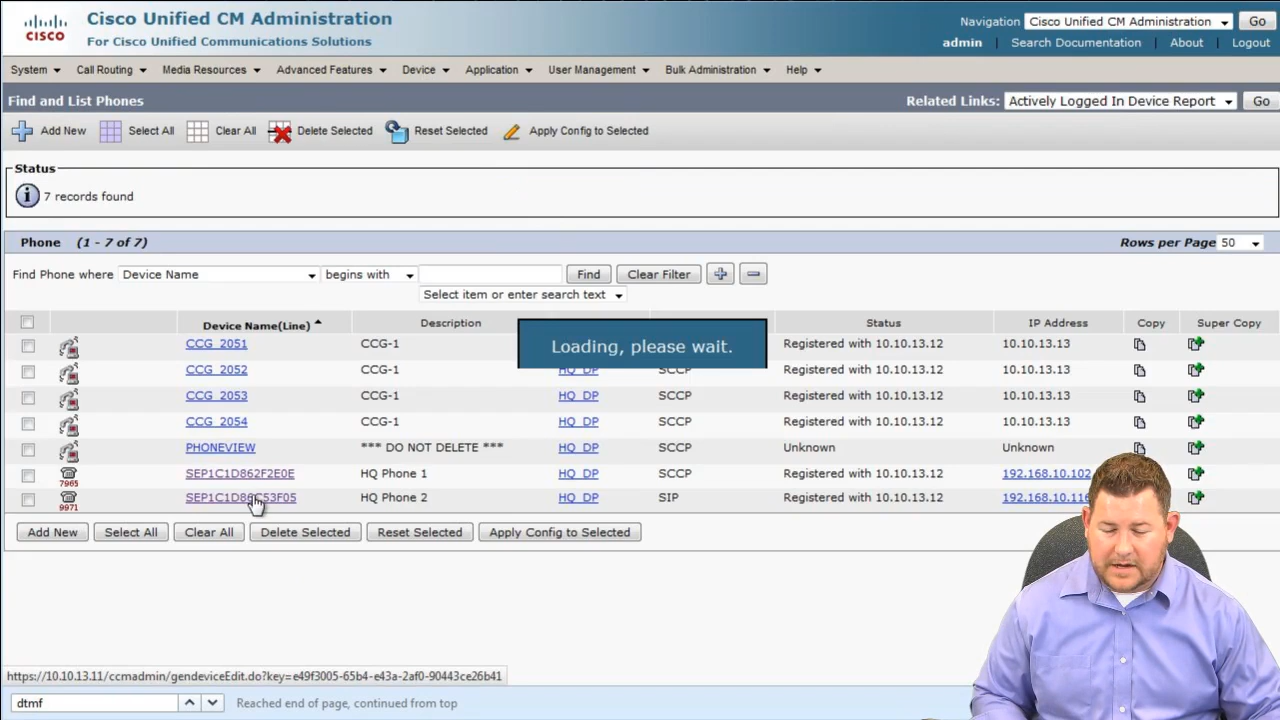 Cisco Unified CM Administration
For Cisco Unified Communications Solutions
CISCO
Navigation Cisco Unified CM Administration Go
admin | Search Documentation | About | Logout
System Call Routing Media Resources Advanced Features Device Application User Management Bulk Administration Help
Find and List Phones
Related Links: Actively Logged In Device Report Go
Add New Select All Clear All Delete Selected Reset Selected Apply Config to Selected
Status
7 records found
Phone (1 - 7 of 7)
Rows per Page 50
Find Phone where Device Name begins with Find Clear Filter
Select item or enter search text
Device Name(Line) Description Status IP Address Copy Super Copy
Loading, please wait.
CCG_2051 CCG-1 Registered with 10.10.13.12 10.10.13.13
CCG_2052 CCG-1 HQ_DP SCCP Registered with 10.10.13.12 10.10.13.13
CCG_2053 CCG-1 HQ_DP SCCP Registered with 10.10.13.12 10.10.13.13
CCG_2054 CCG-1 HQ_DP SCCP Registered with 10.10.13.12 10.10.13.13
PHONEVIEW *** DO NOT DELETE *** HQ_DP SCCP Unknown Unknown
7965 SEP1C1D862F2E0E HQ Phone 1 HQ_DP SCCP Registered with 10.10.13.12 192.168.10.102
9971 HQ Phone 2 HQ_DP SIP Registered with 10.10.13.12 192.168.10.116
Add New Select All Clear All Delete Selected Reset Selected Apply Config to Selected
https://10.10.13.11/ccmadmin/gendeviceEdit.do?key=e49f3005-65b4-e43a-2af0-90443ce26b41
dtmf Reached end of page, continued from top